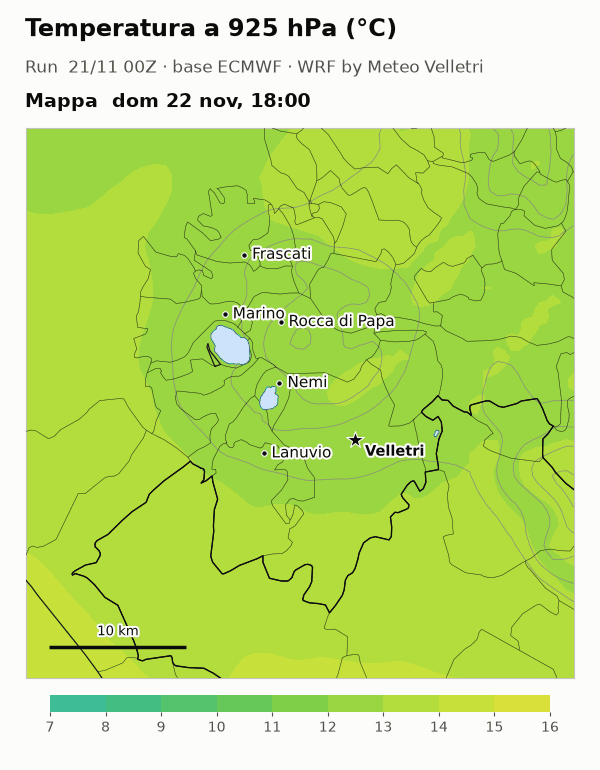 Temperatura a 925 hPa (°C)
Run  21/11 00Z · base ECMWF · WRF by Meteo Velletri
Mappa  dom 22 nov, 18:00
Frascati
Marino
Rocca di Papa
Nemi
Velletri
Lanuvio
10 km
7 8 9 10 11 12 13 14 15 16